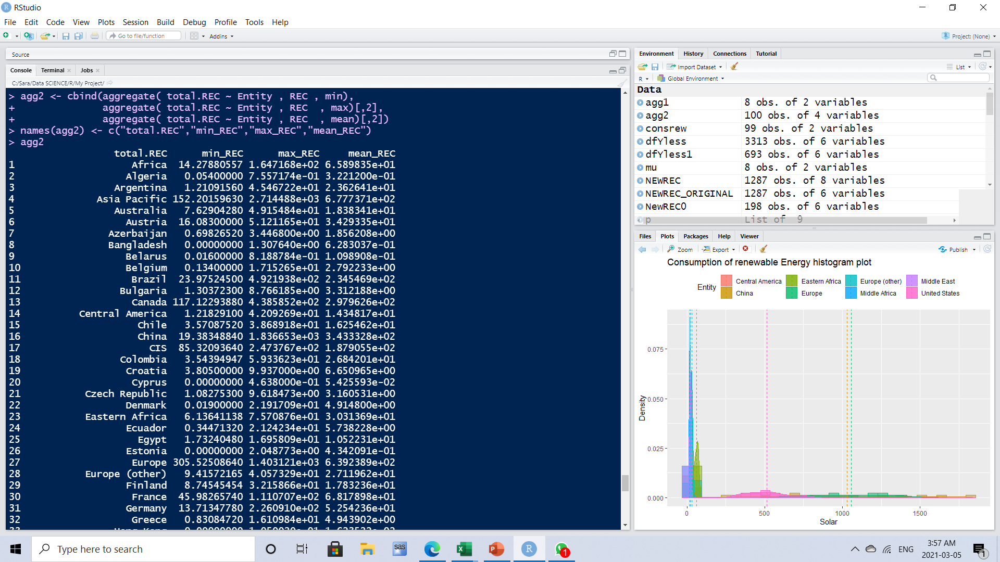 RStudio
File Edit Code View Plots Session Build Debug Profile Tools Help
Go to file/function
Addins
Project: (None)
Source
Console Terminal Jobs
C:/Sara/Data SCIENCE/R/My Project/
> agg2 <- cbind(aggregate( total.REC ~ Entity , REC , min),
+               aggregate( total.REC ~ Entity , REC  , max)[,2],
+               aggregate( total.REC ~ Entity , REC  , mean)[,2])
> names(agg2) <- c("total.REC","min_REC","max_REC","mean_REC")
> agg2
total.REC min_REC max_REC mean_REC
1 Africa 14.27880557 1.647168e+02 6.589835e+01
2 Algeria 0.05400000 7.557174e-01 3.221200e-01
3 Argentina 1.21091560 4.546722e+01 2.362641e+01
4 Asia Pacific 152.20159630 2.714488e+03 6.777371e+02
5 Australia 7.62904280 4.915484e+01 1.838341e+01
6 Austria 16.08300000 5.121165e+01 3.429335e+01
7 Azerbaijan 0.69826520 3.446800e+00 1.856208e+00
8 Bangladesh 0.00000000 1.307640e+00 6.283037e-01
9 Belarus 0.01600000 8.188784e-01 1.098908e-01
10 Belgium 0.13400000 1.715265e+01 2.792233e+00
11 Brazil 23.97524500 4.921938e+02 2.345469e+02
12 Bulgaria 1.30372300 8.766185e+00 3.312188e+00
13 Canada 117.12293880 4.385852e+02 2.979626e+02
14 Central America 1.21829100 4.209269e+01 1.434817e+01
15 Chile 3.57087520 3.868918e+01 1.625462e+01
16 China 19.38348840 1.836653e+03 3.433328e+02
17 CIS 85.32093640 2.473767e+02 1.879055e+02
18 Colombia 3.54394947 5.933623e+01 2.684201e+01
19 Croatia 3.80500000 9.937000e+00 6.650965e+00
20 Cyprus 0.00000000 4.638000e-01 5.425593e-02
21 Czech Republic 1.08275300 9.618473e+00 3.160531e+00
22 Denmark 0.01900000 2.191709e+01 4.914800e+00
23 Eastern Africa 6.13641138 7.570876e+01 3.031369e+01
24 Ecuador 0.34471320 2.124234e+01 5.738228e+00
25 Egypt 1.73240480 1.695809e+01 1.052231e+01
26 Estonia 0.00000000 2.048773e+00 4.342091e-01
27 Europe 305.52508640 1.403121e+03 6.392389e+02
28 Europe (other) 9.41572165 4.057329e+01 2.711962e+01
29 Finland 8.74545454 3.215866e+01 1.783236e+01
30 France 45.98265740 1.110707e+02 6.817898e+01
31 Germany 13.71347780 2.260910e+02 5.254236e+01
32 Greece 0.83084720 1.610984e+01 4.943902e+00
Environment History Connections Tutorial
Import Dataset
List
R Global Environment
Data
agg1 8 obs. of 2 variables
agg2 100 obs. of 4 variables
consrew 99 obs. of 2 variables
dfYless 3313 obs. of 6 variables
dfYless1 693 obs. of 6 variables
mu 8 obs. of 2 variables
NEWREC 1287 obs. of 8 variables
NEWREC_ORIGINAL 1287 obs. of 6 variables
NewREC0 198 obs. of 6 variables
p List of 9
Files Plots Packages Help Viewer
Zoom Export Publish
Consumption of renewable Energy histogram plot
Entity
Central America Eastern Africa Europe (other) Middle East
China Europe Middle Africa United States
0.075
0.050
0.025
0.000
Density
0 500 1000 1500
Solar
Type here to search
sas
R
1
ENG
3:57 AM
2021-03-05
1